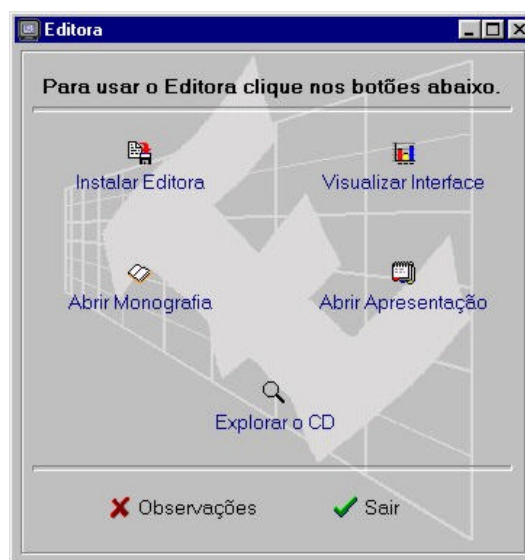 Editora
Para usar o Editora clique nos botões abaixo.
Instalar Editora
Visualizar Interface
Abrir Monografia
Abrir Apresentação
Explorar o CD
Observações
Sair